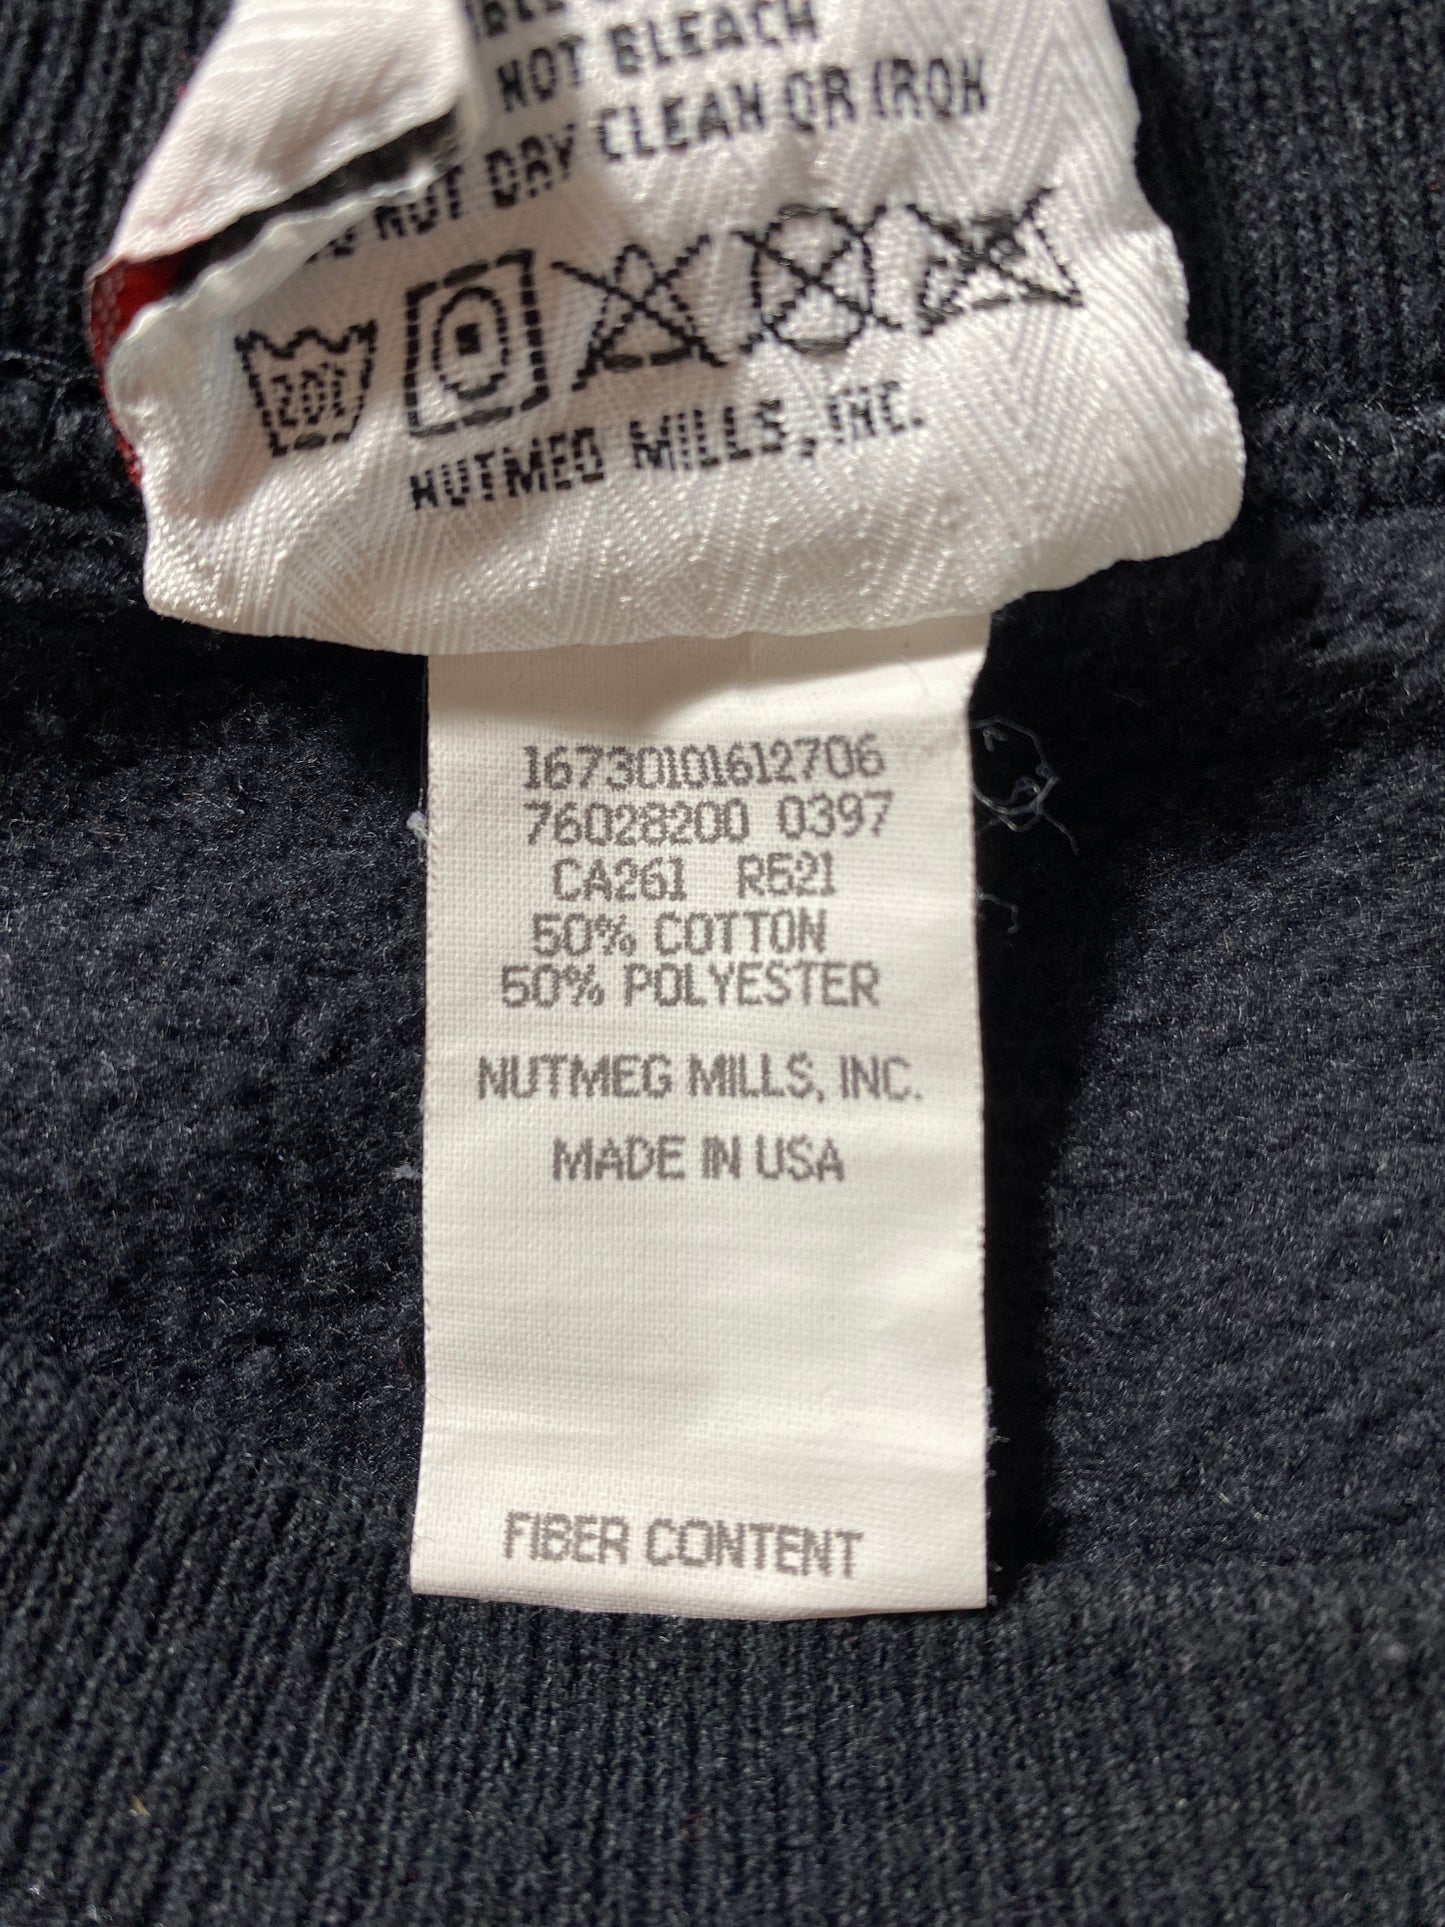 NOT BLEACH
NOT DRY CLEAN OR IRON
NUTMEG MILLS, INC.
16730101612706
76028200 0397
CA261 R521
50% COTTON
50% POLYESTER
NUTMEG MILLS, INC.
MADE IN USA
FIBER CONTENT